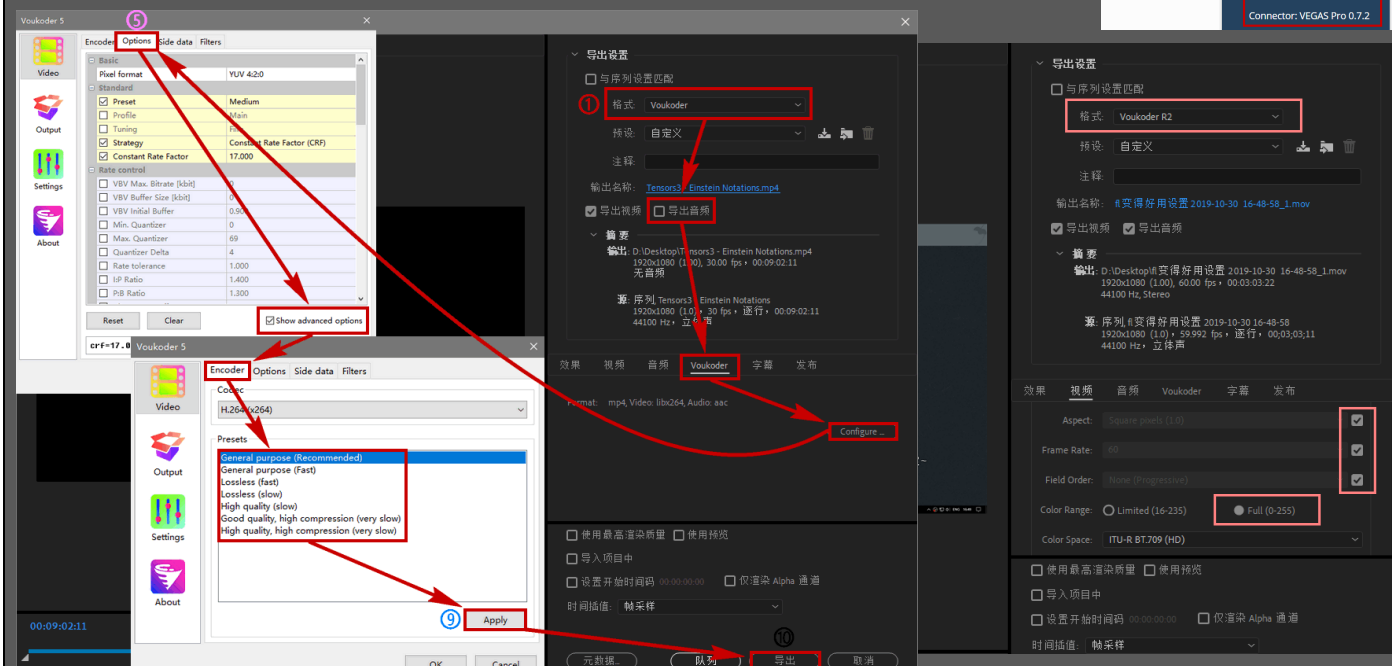 Connector: VEGAS Pro 0.7.2
Voukoder 5
⑤
Encoder Options Side data Filters
Video
Output
Settings
About
Basic
Pixel format YUV 4:2:0
Standard
Preset Medium
Profile Main
Tuning
Strategy Constant Rate Factor (CRF)
Constant Rate Factor 17.000
Rate control
VBV Max. Bitrate [kbit] 0
VBV Buffer Size [kbit] 0
VBV Initial Buffer 0.90
Min. Quantizer 0
Max. Quantizer 69
Quantizer Delta 4
Rate tolerance 1.000
I:P Ratio 1.400
P:B Ratio 1.300
Reset Clear Show advanced options
crf=17.0
Voukoder 5
Encoder Options Side data Filters
Video
Output
Settings
About
Codec
H.264 (x264)
Presets
General purpose (Recommended)
General purpose (Fast)
Lossless (fast)
Lossless (slow)
High quality (slow)
Good quality, high compression (very slow)
High quality, high compression (very slow)
⑨ Apply
OK Cancel
00:09:02:11
导出设置
与序列设置匹配
① 格式: Voukoder
预设: 自定义
注释:
输出名称: Tensors3 - Einstein Notations.mp4
导出视频 导出音频
摘要
输出: D:\Desktop\Tensors3 - Einstein Notations.mp4
1920x1080 (1.00), 30.00 fps, 00:09:02:11
无音频
源: 序列, Tensors3 - Einstein Notations
1920x1080 (1.0), 30 fps, 逐行, 00:09:02:11
44100 Hz, 立体声
效果 视频 音频 Voukoder 字幕 发布
Format: mp4, Video: libx264, Audio: aac
Configure ...
使用最高渲染质量 使用预览
导入项目中
设置开始时间码 00:00:00:00 仅渲染 Alpha 通道
时间插值: 帧采样
⑩
元数据... 队列 导出 取消
导出设置
与序列设置匹配
格式: Voukoder R2
预设: 自定义
注释:
输出名称: fl变得好用设置 2019-10-30 16-48-58_1.mov
导出视频 导出音频
摘要
输出: D:\Desktop\fl变得好用设置 2019-10-30 16-48-58_1.mov
1920x1080 (1.00), 60.00 fps, 00:03:03:22
44100 Hz, Stereo
源: 序列, fl变得好用设置 2019-10-30 16-48-58
1920x1080 (1.0), 59.992 fps, 逐行, 00;03;03;11
44100 Hz, 立体声
效果 视频 音频 Voukoder 字幕 发布
Aspect: Square pixels (1.0)
Frame Rate: 60
Field Order: None (Progressive)
Color Range: Limited (16-235) Full (0-255)
Color Space: ITU-R BT.709 (HD)
使用最高渲染质量 使用预览
导入项目中
设置开始时间码 00:00:00:00 仅渲染 Alpha 通道
时间插值: 帧采样